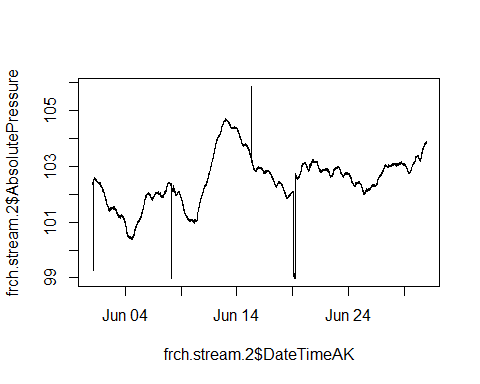 frch.stream.2$AbsolutePressure
105
103
101
99
Jun 04 Jun 14 Jun 24
frch.stream.2$DateTimeAK